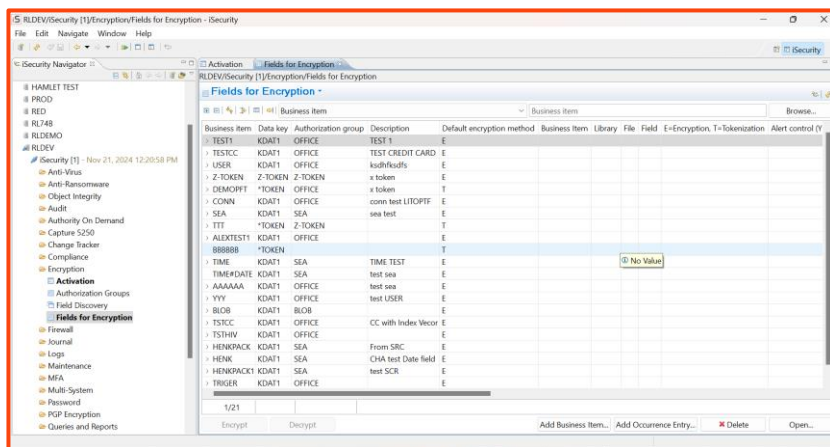 RLDEV/iSecurity [1]/Encryption/Fields for Encryption - iSecurity
File Edit Navigate Window Help
iSecurity
iSecurity Navigator
HAMLET TEST
PROD
RED
RL74B
RLDEMO
RLDEV
iSecurity [1] - Nov 21, 2024 12:20:58 PM
Anti-Virus
Anti-Ransomware
Object Integrity
Audit
Authority On Demand
Capture 5250
Change Tracker
Compliance
Encryption
Activation
Authorization Groups
Field Discovery
Fields for Encryption
Firewall
Journal
Logs
Maintenance
MFA
Multi-System
Password
PGP Encryption
Queries and Reports
Activation Fields for Encryption
RLDEV/iSecurity [1]/Encryption/Fields for Encryption
Fields for Encryption
Business item Business item Browse...
Business item Data key Authorization group Description Default encryption method Business Item Library File Field E=Encryption, T=Tokenization Alert control (Y
TEST1 KDAT1 OFFICE TEST 1 E
TESTCC KDAT1 OFFICE TEST CREDIT CARD E
USER KDAT1 OFFICE ksdhfksdfs E
Z-TOKEN Z-TOKEN Z-TOKEN x token E
DEMOPFT *TOKEN OFFICE x token T
CONN KDAT1 OFFICE conn test LITOPTF E
SEA KDAT1 SEA sea test E
TTT *TOKEN Z-TOKEN T
ALEXTEST1 KDAT1 OFFICE E
BBBBBB *TOKEN T
TIME KDAT1 SEA TIME TEST E
No Value
TIME#DATE KDAT1 SEA test sea E
AAAAAA KDAT1 OFFICE test sea E
YYY KDAT1 OFFICE test USER E
BLOB KDAT1 BLOB E
TSTCC KDAT1 OFFICE CC with Index Vecor E
TSTHIV KDAT1 OFFICE E
HENKPACK KDAT1 SEA From SRC E
HENK KDAT1 SEA CHA test Date field E
HENKPACK1 KDAT1 SEA test SCR E
TRIGER KDAT1 OFFICE E
1/21
Encrypt Decrypt Add Business Item... Add Occurrence Entry... Delete Open...